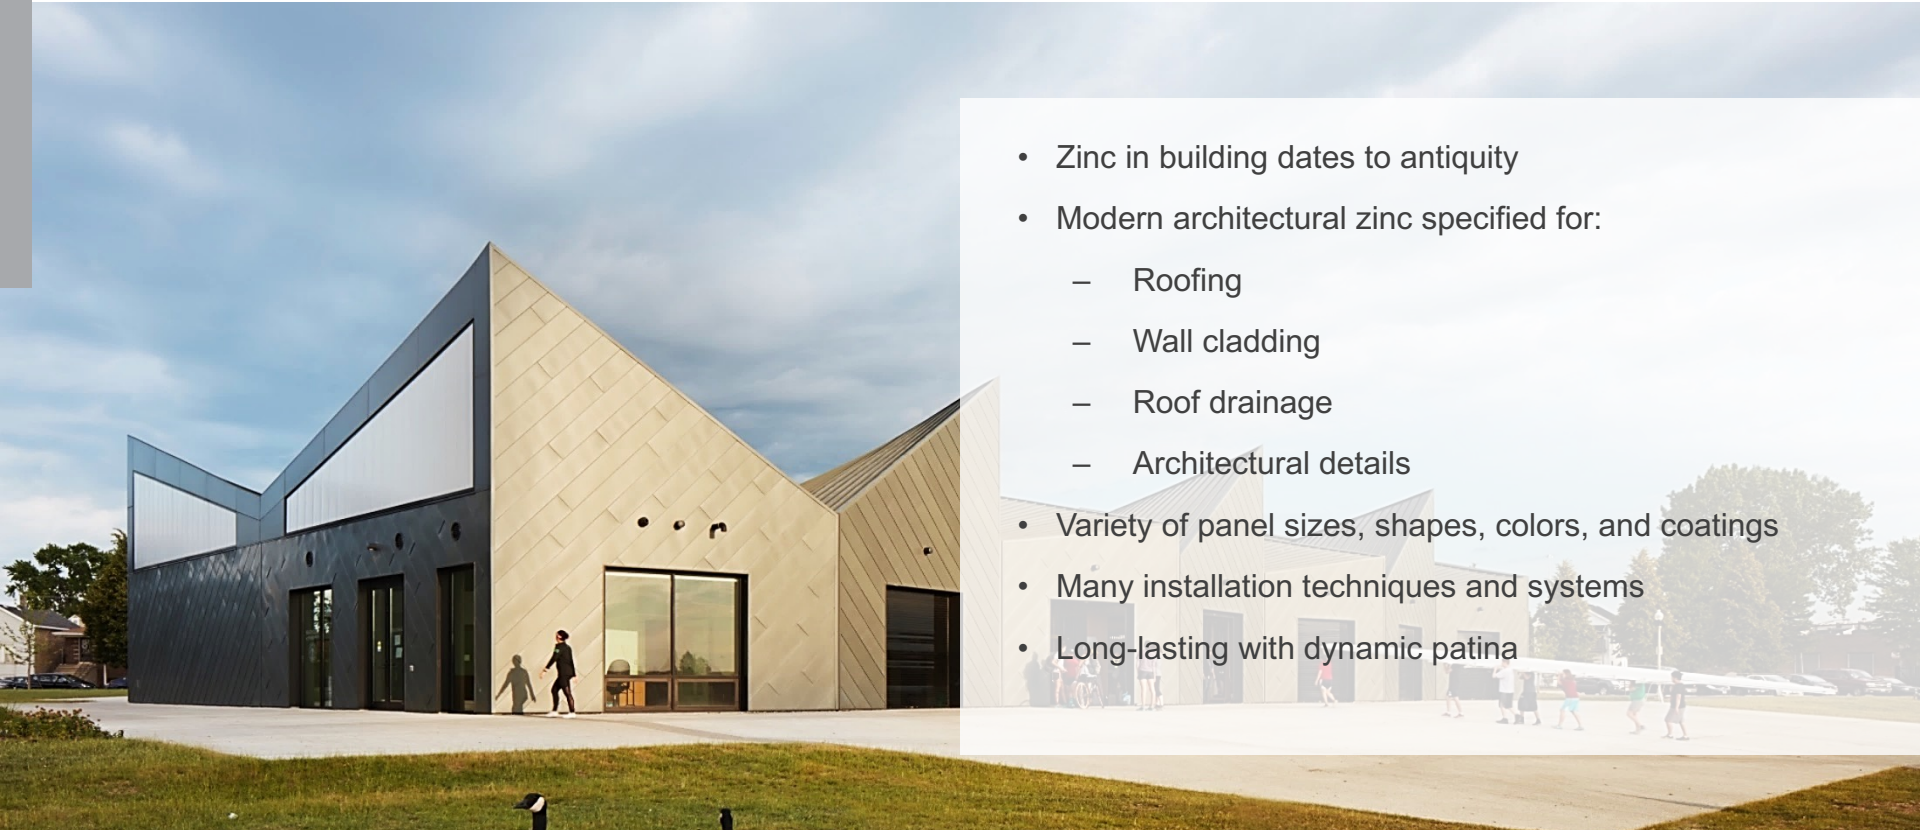 • Zinc in building dates to antiquity
• Modern architectural zinc specified for:
– Roofing
– Wall cladding
– Roof drainage
– Architectural details
• Variety of panel sizes, shapes, colors, and coatings
• Many installation techniques and systems
• Long-lasting with dynamic patina